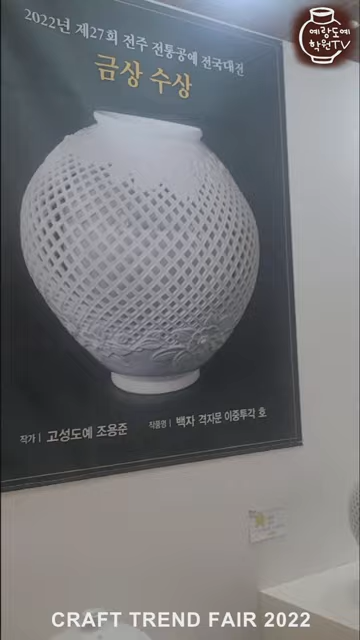 예랑도예
학원TV
2022년 제27회 전주 전통공예 전국대전
금상 수상
작가 | 고성도예 조용준
작품명 | 백자 격자문 이중투각 호
CRAFT TREND FAIR 2022